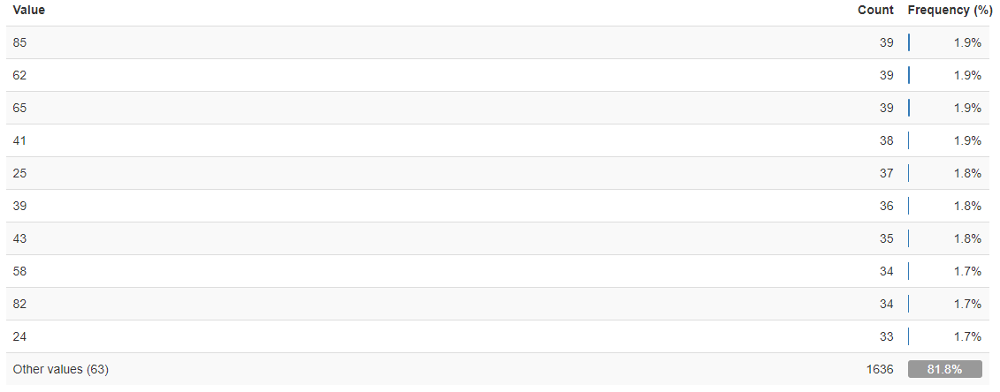 Value Count Frequency (%)
85 39 1.9%
62 39 1.9%
65 39 1.9%
41 38 1.9%
25 37 1.8%
39 36 1.8%
43 35 1.8%
58 34 1.7%
82 34 1.7%
24 33 1.7%
Other values (63) 1636 81.8%